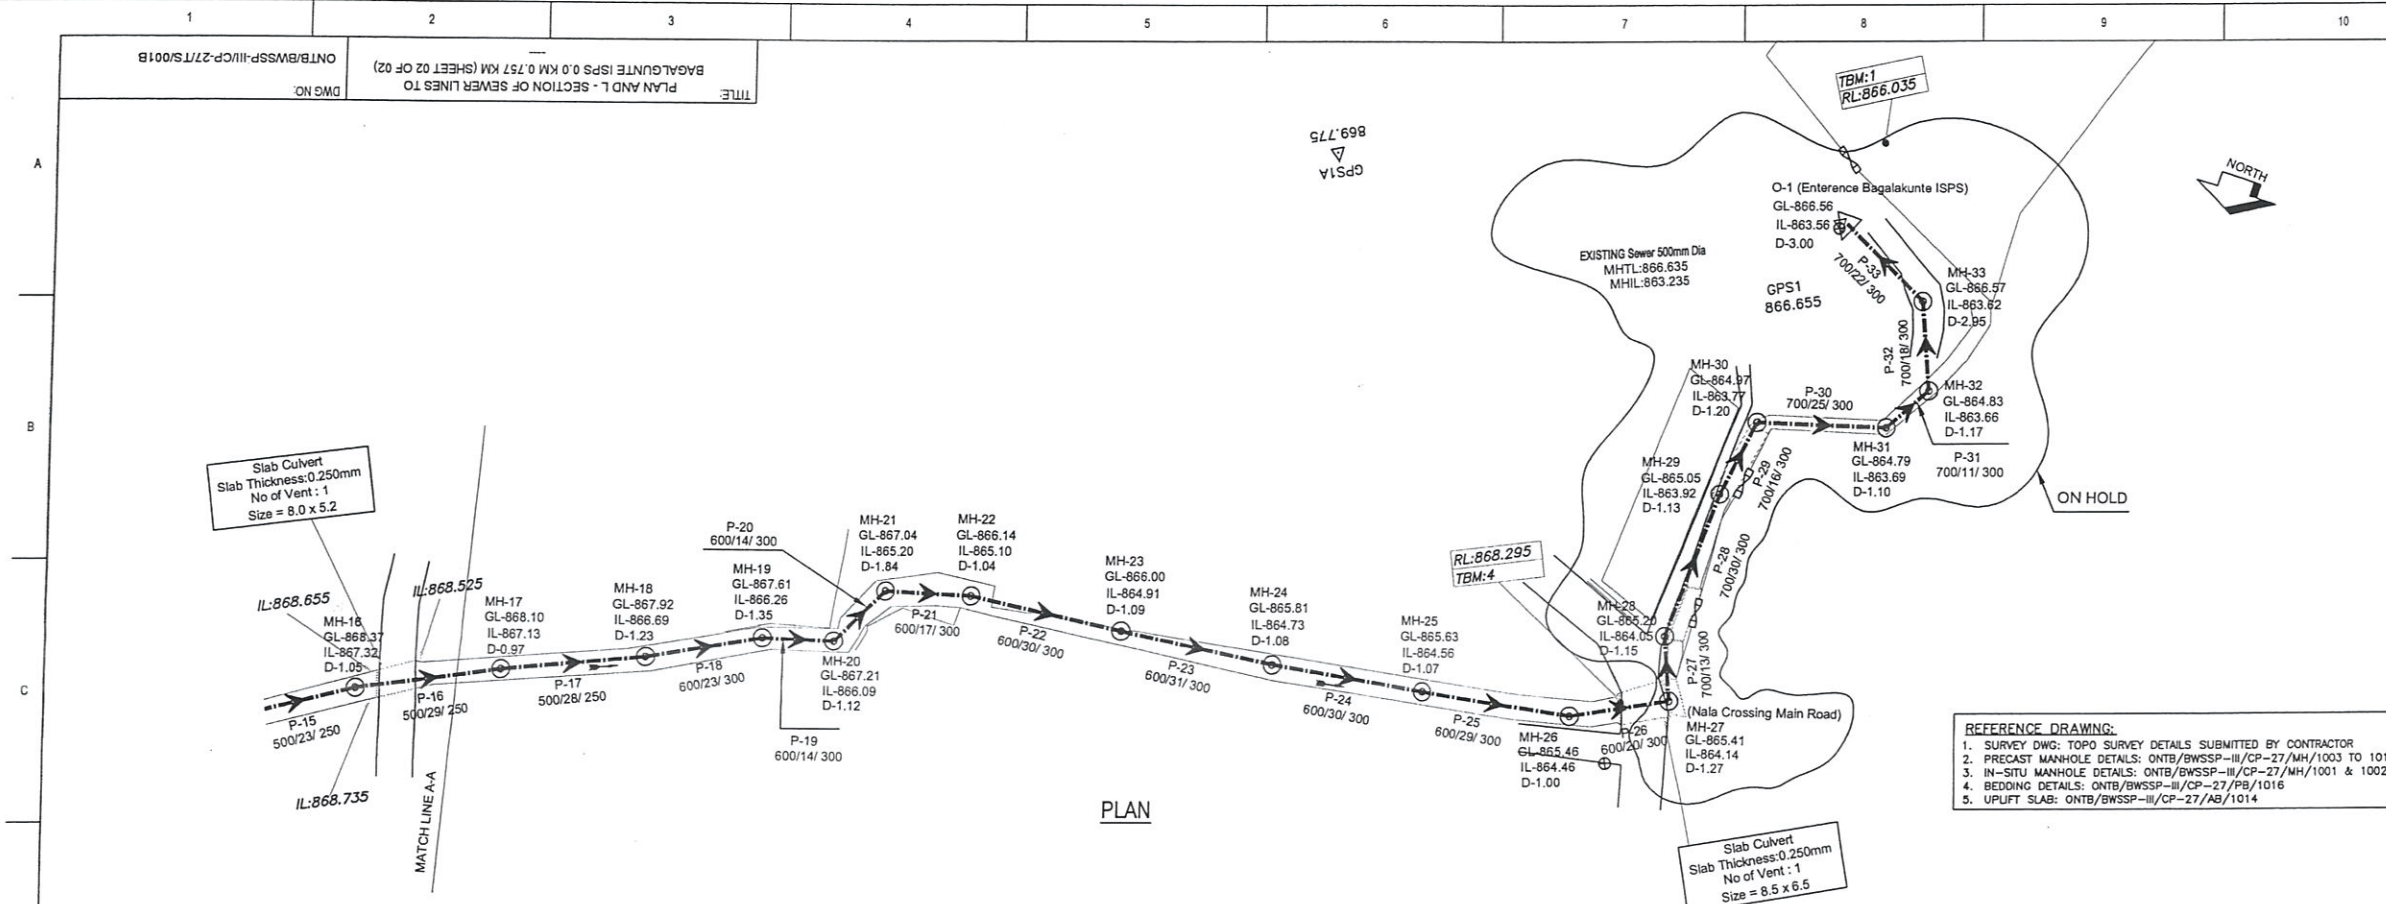 1 2 3 4 5 6 7 8 9 10
A
B
C
DWG NO:
ONTB/BWSSP-III/CP-27/TS/001B
TITLE:
PLAN AND L - SECTION OF SEWER LINES TO
BAGALGUNTE ISPS 0.0 KM 0.757 KM (SHEET 02 OF 02)
---
GPS1A
869.775
TBM:1
RL:866.035
NORTH
O-1 (Enterence Bagalakunte ISPS)
GL-866.56
IL-863.56
D-3.00
EXISTING Sewer 500mm Dia
MHTL:866.635
MHIL:863.235
GPS1
866.655
P-33
700/22/ 300
MH-33
GL-866.57
IL-863.62
D-2.95
P-32
700/18/ 300
MH-32
GL-864.83
IL-863.66
D-1.17
P-31
700/11/ 300
MH-31
GL-864.79
IL-863.69
D-1.10
P-30
700/25/ 300
MH-30
GL-864.97
IL-863.77
D-1.20
P-29
700/16/ 300
MH-29
GL-865.05
IL-863.92
D-1.13
P-28
700/30/ 300
ON HOLD
MH-28
GL-865.20
IL-864.05
D-1.15
P-27
700/13/ 300
RL:868.295
TBM:4
(Nala Crossing Main Road)
MH-27
GL-865.41
IL-864.14
D-1.27
P-26
600/20/ 300
MH-26
GL-865.46
IL-864.46
D-1.00
P-25
600/29/ 300
MH-25
GL-865.63
IL-864.56
D-1.07
P-24
600/30/ 300
MH-24
GL-865.81
IL-864.73
D-1.08
P-23
600/31/ 300
MH-23
GL-866.00
IL-864.91
D-1.09
P-22
600/30/ 300
MH-22
GL-866.14
IL-865.10
D-1.04
P-21
600/17/ 300
MH-21
GL-867.04
IL-865.20
D-1.84
P-20
600/14/ 300
MH-20
GL-867.21
IL-866.09
D-1.12
P-19
600/14/ 300
MH-19
GL-867.61
IL-866.26
D-1.35
P-18
600/23/ 300
MH-18
GL-867.92
IL-866.69
D-1.23
P-17
500/28/ 250
MH-17
GL-868.10
IL-867.13
D-0.97
P-16
500/29/ 250
MH-16
GL-868.37
IL-867.32
D-1.05
P-15
500/23/ 250
Slab Culvert
Slab Thickness:0.250mm
No of Vent : 1
Size = 8.0 x 5.2
IL:868.655
IL:868.525
IL:868.735
MATCH LINE A-A
PLAN
Slab Culvert
Slab Thickness:0.250mm
No of Vent : 1
Size = 8.5 x 6.5
REFERENCE DRAWING:
1. SURVEY DWG: TOPO SURVEY DETAILS SUBMITTED BY CONTRACTOR
2. PRECAST MANHOLE DETAILS: ONTB/BWSSP-III/CP-27/MH/1003 TO 101
3. IN-SITU MANHOLE DETAILS: ONTB/BWSSP-III/CP-27/MH/1001 & 1002
4. BEDDING DETAILS: ONTB/BWSSP-III/CP-27/PB/1016
5. UPLIFT SLAB: ONTB/BWSSP-III/CP-27/AB/1014